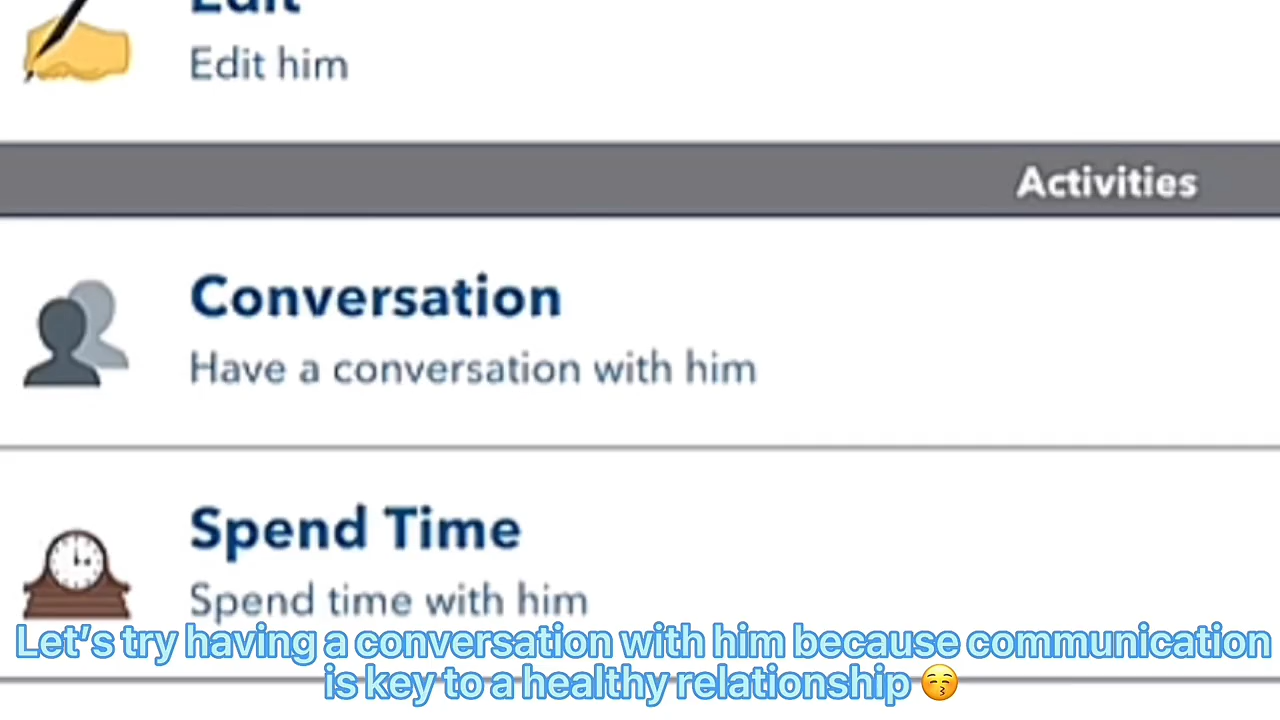 Edit
Edit him
Activities
Conversation
Have a conversation with him
Spend Time
Spend time with him
Let’s try having a conversation with him because communication
is key to a healthy relationship 😚